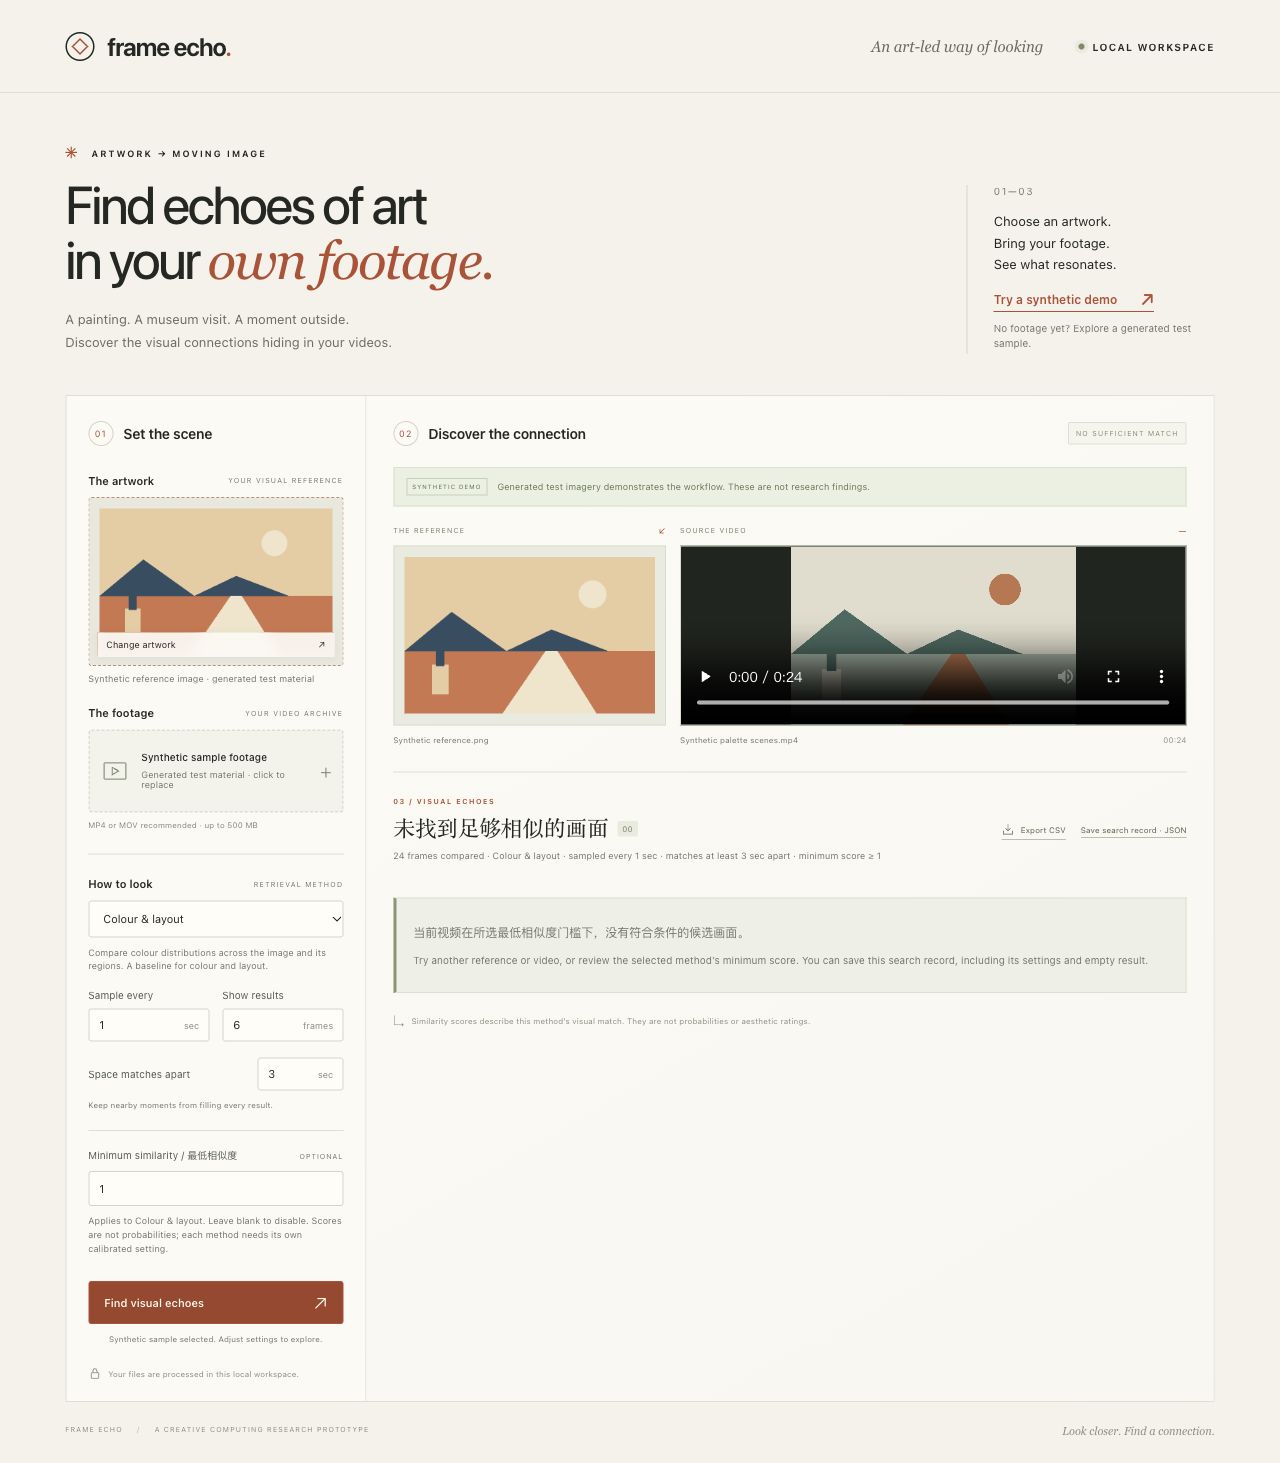 frame echo.
An art-led way of looking
LOCAL WORKSPACE
ARTWORK → MOVING IMAGE
Find echoes of art
in your own footage.
A painting. A museum visit. A moment outside.
Discover the visual connections hiding in your videos.
01—03
Choose an artwork.
Bring your footage.
See what resonates.
Try a synthetic demo
No footage yet? Explore a generated test
sample.
01 Set the scene
The artwork YOUR VISUAL REFERENCE
Change artwork
Synthetic reference image · generated test material
The footage YOUR VIDEO ARCHIVE
Synthetic sample footage
Generated test material · click to
replace
MP4 or MOV recommended · up to 500 MB
How to look RETRIEVAL METHOD
Colour & layout
Compare colour distributions across the image and its
regions. A baseline for colour and layout.
Sample every Show results
1 sec 6 frames
Space matches apart 3 sec
Keep nearby moments from filling every result.
Minimum similarity / 最低相似度 OPTIONAL
1
Applies to Colour & layout. Leave blank to disable. Scores
are not probabilities; each method needs its own
calibrated setting.
Find visual echoes
Synthetic sample selected. Adjust settings to explore.
Your files are processed in this local workspace.
02 Discover the connection NO SUFFICIENT MATCH
SYNTHETIC DEMO Generated test imagery demonstrates the workflow. These are not research findings.
THE REFERENCE SOURCE VIDEO
0:00 / 0:24
Synthetic reference.png Synthetic palette scenes.mp4 00:24
03 / VISUAL ECHOES
未找到足够相似的画面 00
Export CSV Save search record · JSON
24 frames compared · Colour & layout · sampled every 1 sec · matches at least 3 sec apart · minimum score ≥ 1
当前视频在所选最低相似度门槛下，没有符合条件的候选画面。
Try another reference or video, or review the selected method's minimum score. You can save this search record, including its settings and empty result.
Similarity scores describe this method's visual match. They are not probabilities or aesthetic ratings.
FRAME ECHO / A CREATIVE COMPUTING RESEARCH PROTOTYPE
Look closer. Find a connection.